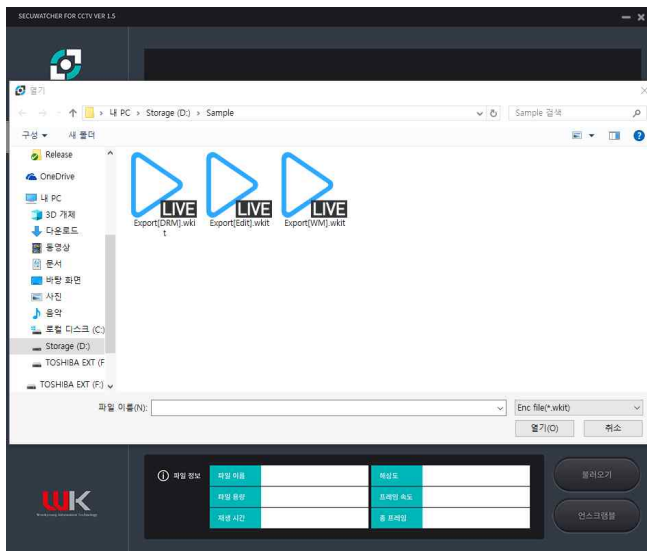 SECUWATCHER FOR CCTV VER 1.5
열기
내 PC › Storage (D:) › Sample
Sample 검색
구성
새 폴더
Release
OneDrive
내 PC
3D 개체
다운로드
동영상
문서
바탕 화면
사진
음악
로컬 디스크 (C:)
Storage (D:)
TOSHIBA EXT (F
TOSHIBA EXT (F:)
LIVE
LIVE
LIVE
Export[DRM].wki
t
Export[Edit].wkit
Export[WM].wkit
파일 이름(N):
Enc file(*.wkit)
열기(O)
취소
파일 정보
파일 이름
해상도
파일 용량
프레임 속도
재생 시간
총 프레임
불러오기
언스크램블
WK